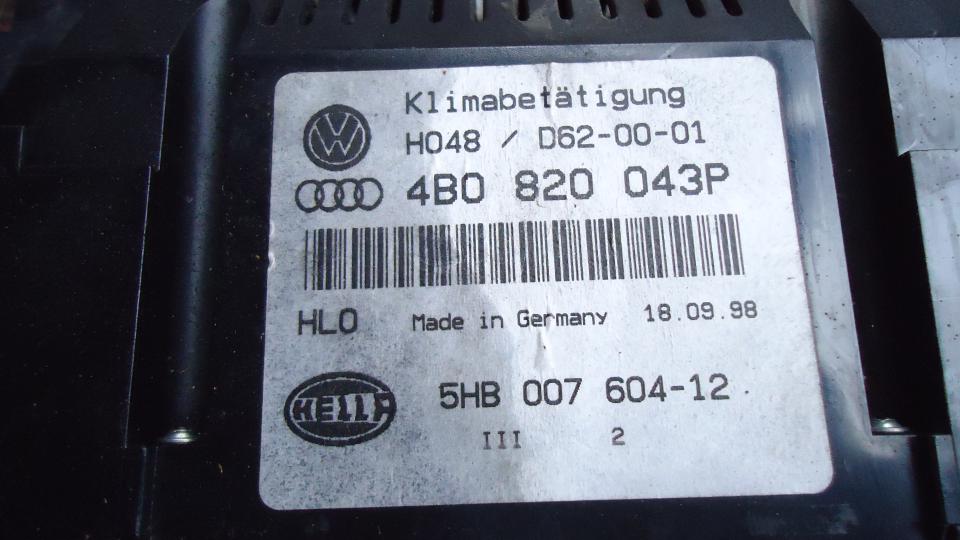 Klimabetätigung
H048 / D62-00-01
4B0 820 043P
HLO Made in Germany 18.09.98
HELLA 5HB 007 604-12
III 2